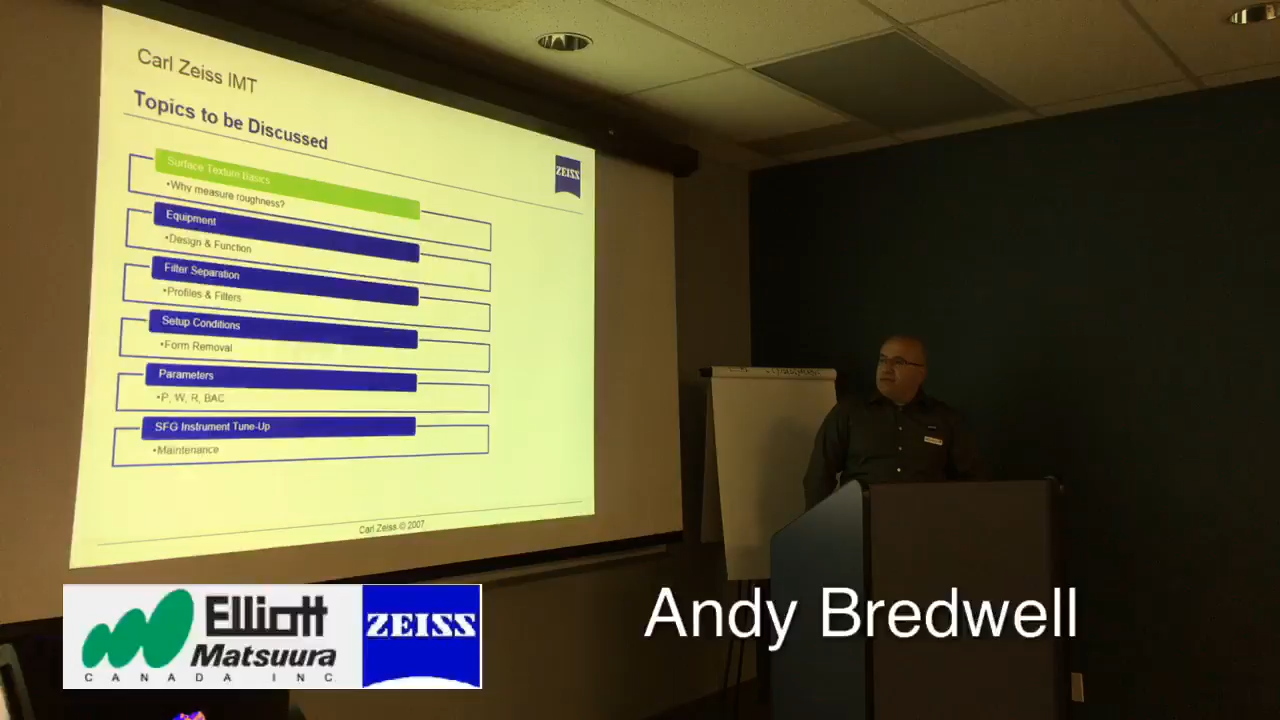 Carl Zeiss IMT
Topics to be Discussed
ZEISS
Surface Texture Basics
•Why measure roughness?
Equipment
•Design & Function
Filter Separation
•Profiles & Filters
Setup Conditions
•Form Removal
Parameters
•P, W, R, BAC
SFG Instrument Tune-Up
•Maintenance
Carl Zeiss © 2007
Elliott
Matsuura
CANADA INC
ZEISS
Andy Bredwell